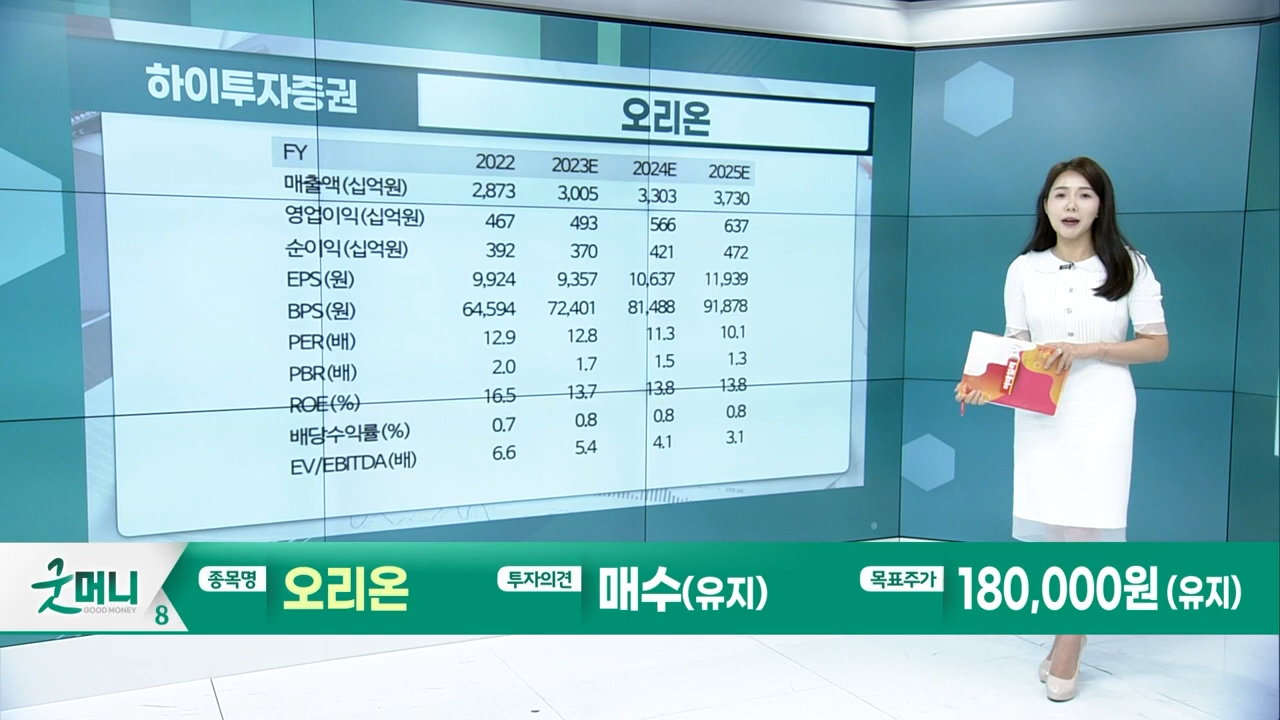 하이투자증권
오리온
FY 2022 2023E 2024E 2025E
매출액(십억원) 2,873 3,005 3,303 3,730
영업이익(십억원) 467 493 566 637
순이익(십억원) 392 370 421 472
EPS(원) 9,924 9,357 10,637 11,939
BPS(원) 64,594 72,401 81,488 91,878
PER(배) 12.9 12.8 11.3 10.1
PBR(배) 2.0 1.7 1.5 1.3
ROE(%) 16.5 13.7 13.8 13.8
배당수익률(%) 0.7 0.8 0.8 0.8
EV/EBITDA(배) 6.6 5.4 4.1 3.1
굿머니 GOOD MONEY 8
종목명 오리온 투자의견 매수(유지) 목표주가 180,000원(유지)